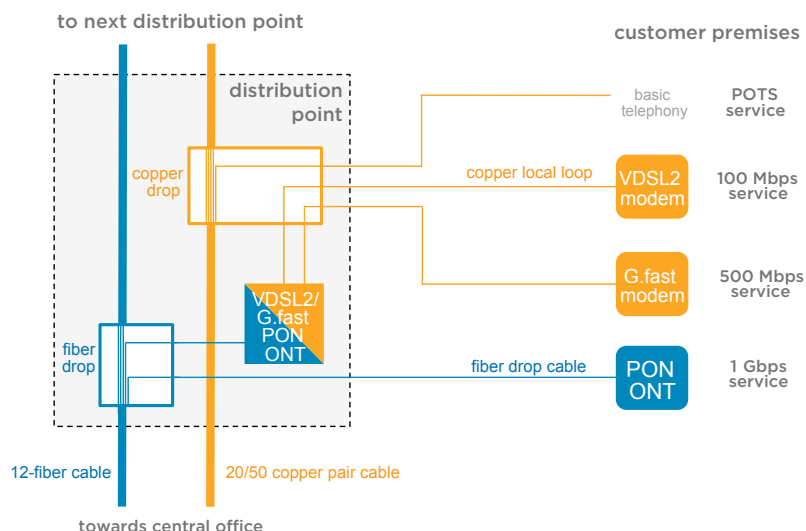 to next distribution point
customer premises
distribution
point
basic
telephony
POTS
service
copper
drop
copper local loop
VDSL2
modem
100 Mbps
service
G.fast
modem
500 Mbps
service
VDSL2/
G.fast
PON
ONT
fiber
drop
fiber drop cable
PON
ONT
1 Gbps
service
12-fiber cable
20/50 copper pair cable
towards central office